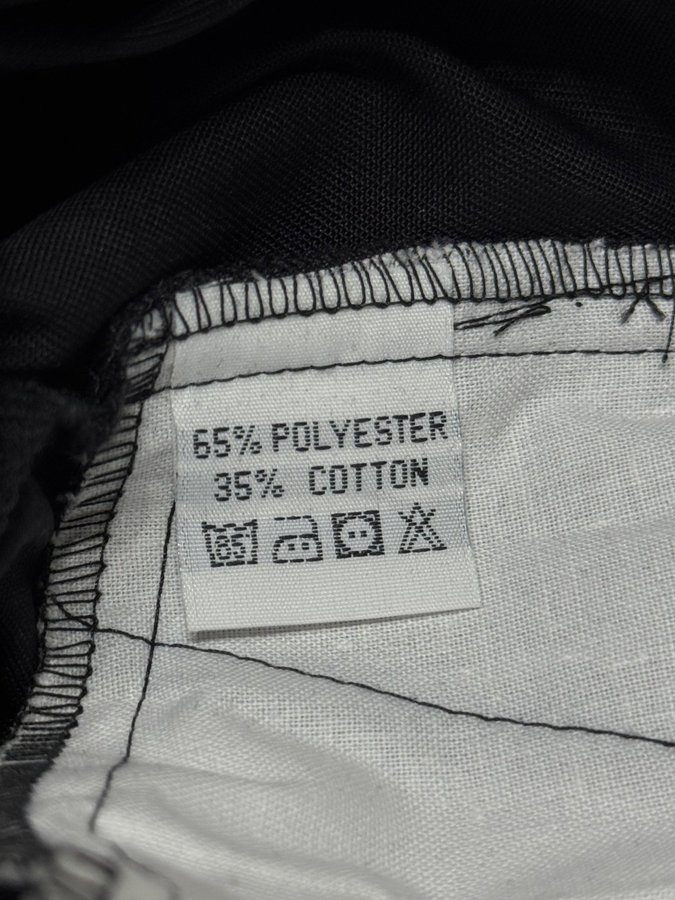 65% POLYESTER
35% COTTON
85